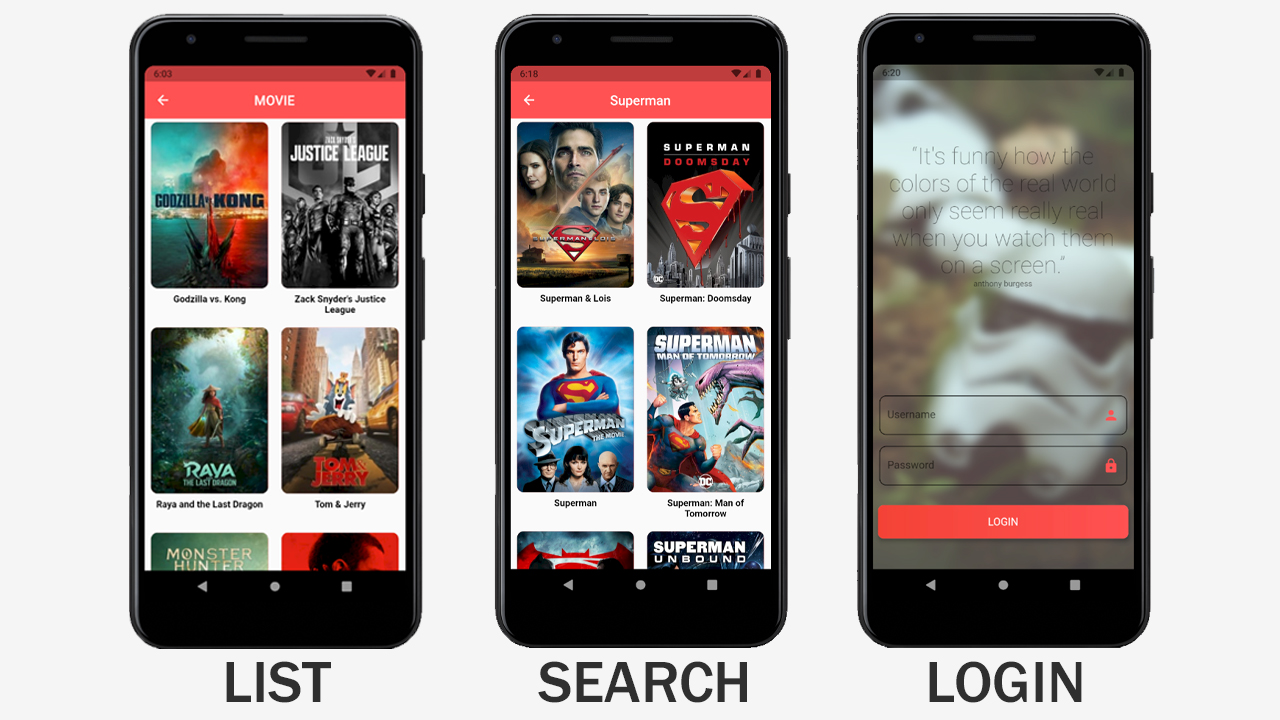 6:03
MOVIE
GODZILLA VS KONG
ZACK SNYDER'S
JUSTICE LEAGUE
Godzilla vs. Kong
Zack Snyder's Justice
League
RAYA
AND
THE LAST DRAGON
TOM &
JERRY
Raya and the Last Dragon
Tom & Jerry
MONSTER
HUNTER
LIST
6:18
Superman
SUPERMAN & LOIS
SUPERMAN
DOOMSDAY
DC
Superman & Lois
Superman: Doomsday
SUPERMAN
THE MOVIE
SUPERMAN
MAN OF TOMORROW
DC
Superman
Superman: Man of
Tomorrow
SUPERMAN
UNBOUND
SEARCH
6:20
“It's funny how the
colors of the real world
only seem really real
when you watch them
on a screen.”
anthony burgess
Username
Password
LOGIN
LOGIN